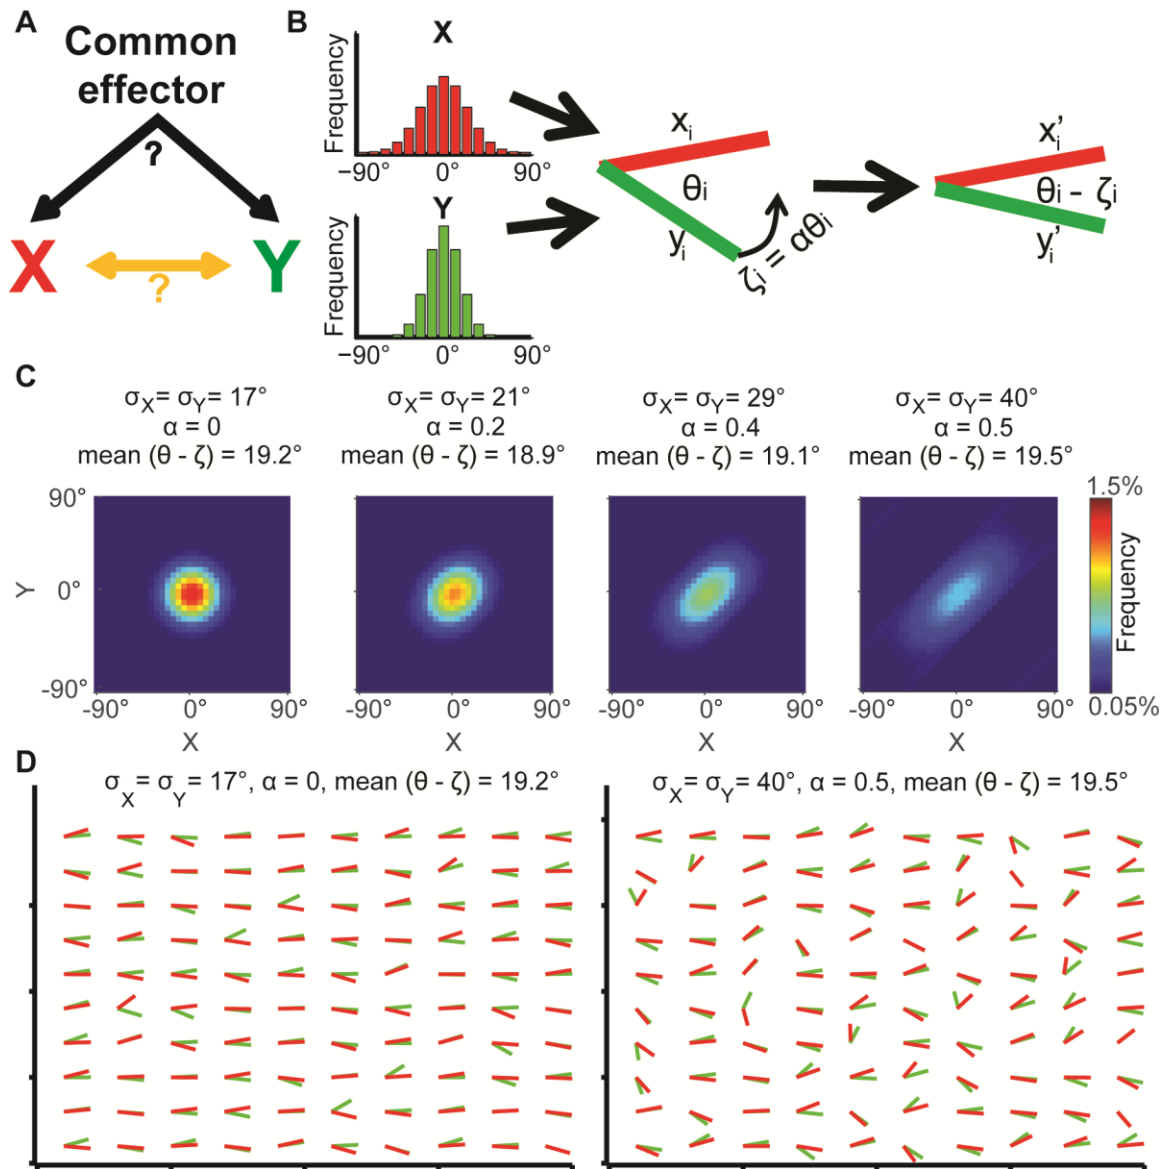 A
Common
effector
?
X
?
Y
B
X
Frequency
−90° 0° 90°
Y
Frequency
−90° 0° 90°
xᵢ
θᵢ
yᵢ
ζᵢ = αθᵢ
xᵢ’
θᵢ - ζᵢ
yᵢ’
C
σX= σY= 17°
α = 0
mean (θ - ζ) = 19.2°
σX= σY= 21°
α = 0.2
mean (θ - ζ) = 18.9°
σX= σY= 29°
α = 0.4
mean (θ - ζ) = 19.1°
σX= σY= 40°
α = 0.5
mean (θ - ζ) = 19.5°
90°
Y 0°
-90°
-90° 0° 90°
X
-90° 0° 90°
-90° 0° 90°
X
-90° 0° 90°
X
1.5%
Frequency
0.05%
D
σX= σY= 17°, α = 0, mean (θ - ζ) = 19.2°
σX= σY= 40°, α = 0.5, mean (θ - ζ) = 19.5°